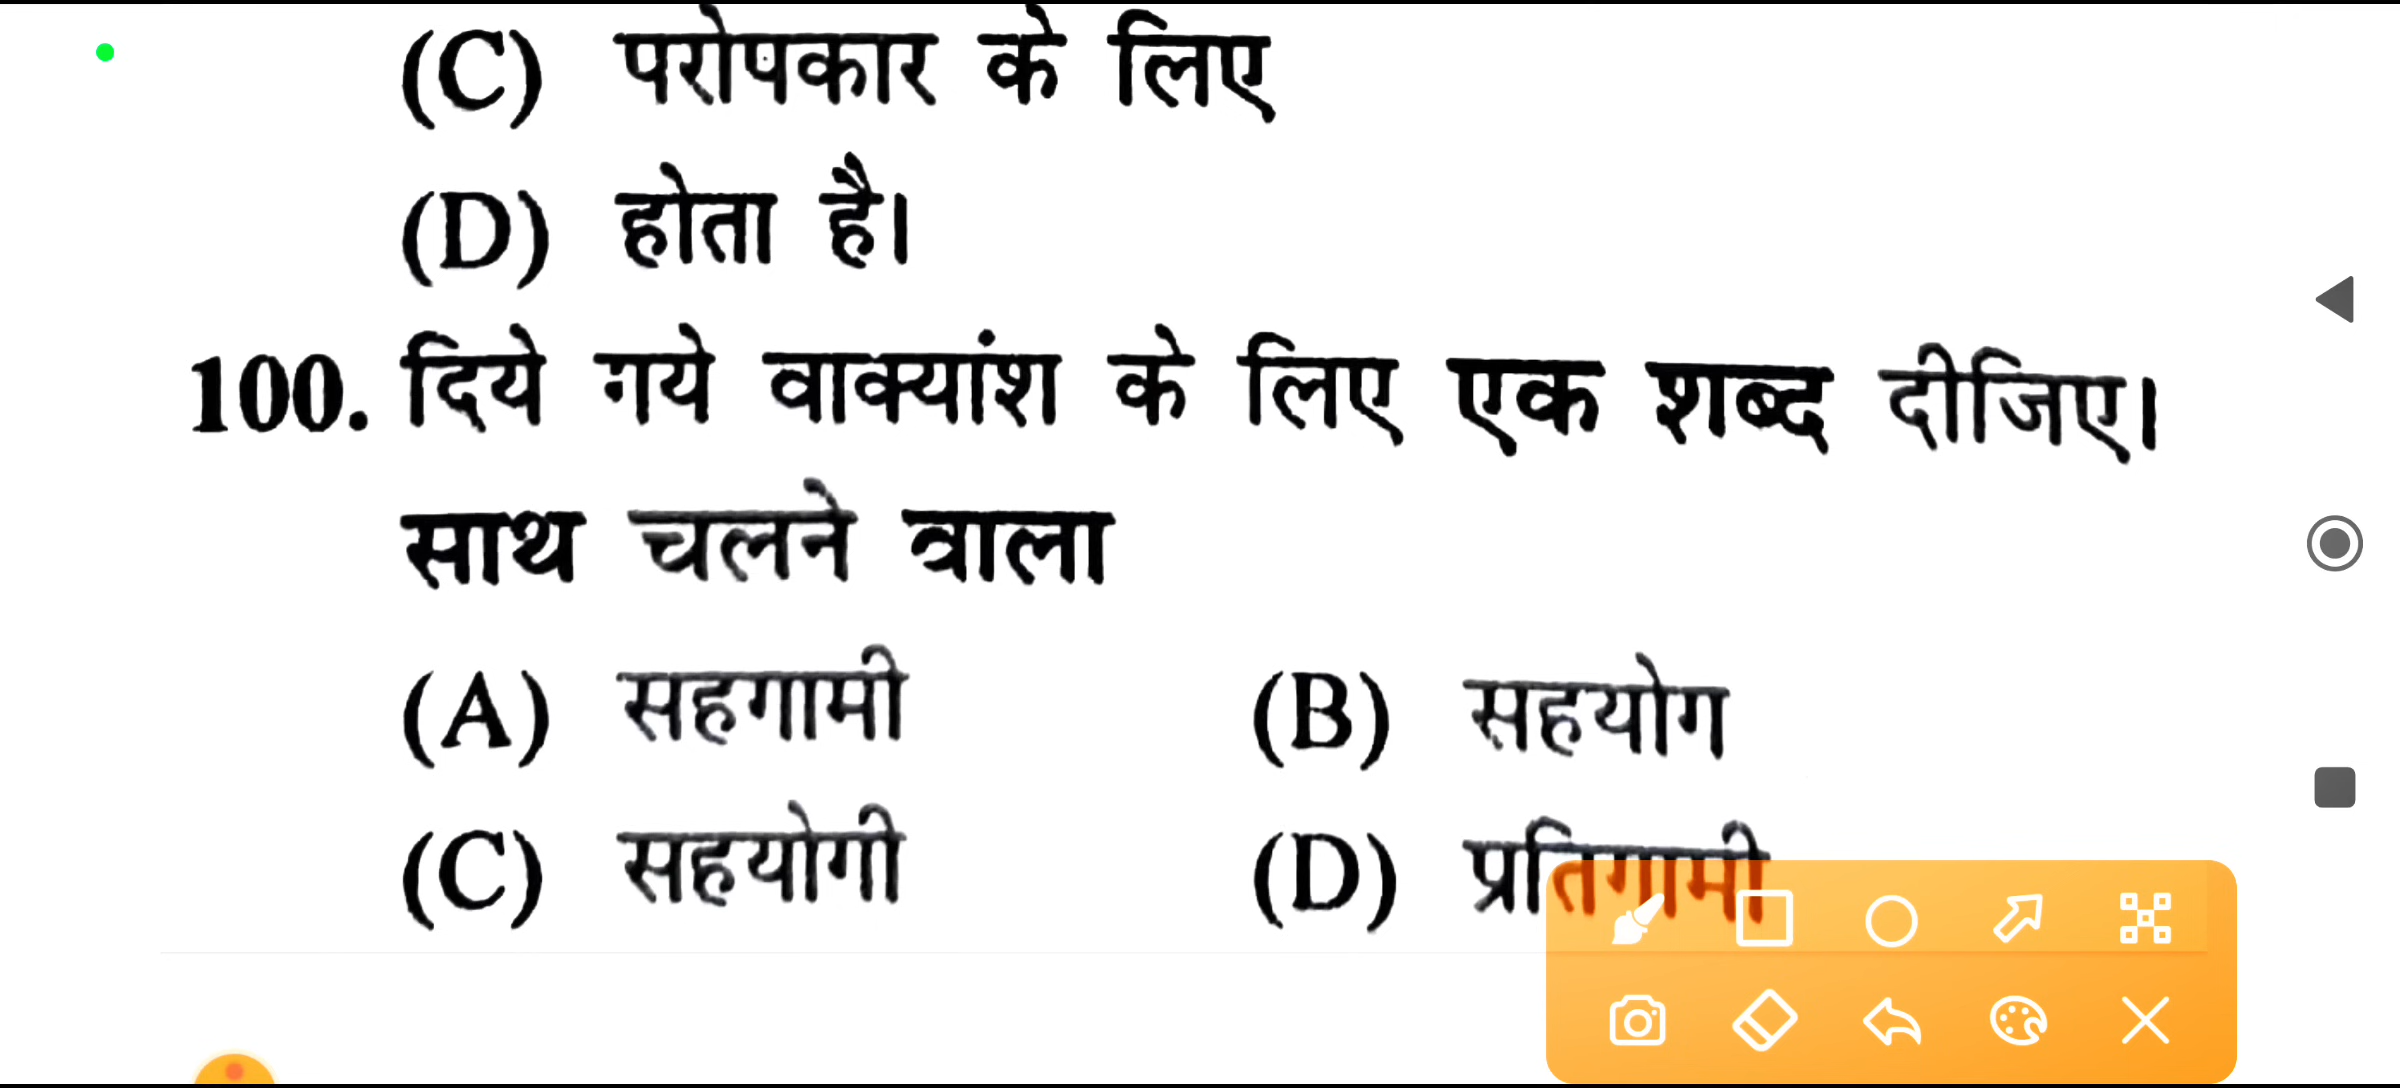 (C) परोपकार के लिए
(D) होता है।
100. दिये गये वाक्यांश के लिए एक शब्द दीजिए।
साथ चलने वाला
(A) सहगामी (B) सहयोग
(C) सहयोगी (D) प्रतिगामी